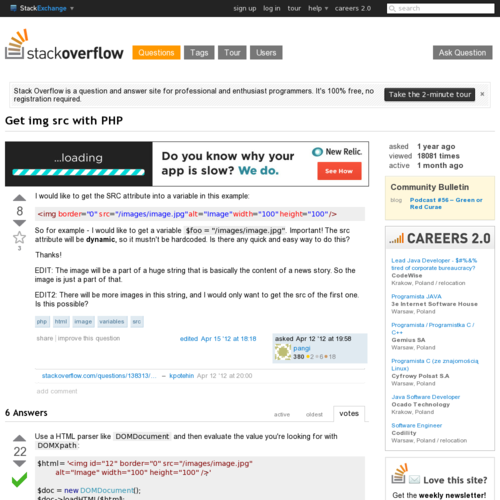 StackExchange ▼ sign up log in tour help ▼ careers 2.0 search
stackoverflow Questions Tags Tour Users Ask Question
Stack Overflow is a question and answer site for professional and enthusiast programmers. It's 100% free, no
registration required.
Take the 2-minute tour
×
Get img src with PHP
...loading
Do you know why your
app is slow? We do.
New Relic.
See How
asked 1 year ago
viewed 18081 times
active 1 month ago
8
I would like to get the SRC attribute into a variable in this example:
<img border="0" src="/images/image.jpg" alt="Image" width="100" height="100" />
3
So for example - I would like to get a variable $foo = "/images/image.jpg". Important! The src
attribute will be dynamic, so it mustn't be hardcoded. Is there any quick and easy way to do this?
Thanks!
EDIT: The image will be a part of a huge string that is basically the content of a news story. So the
image is just a part of that.
EDIT2: There will be more images in this string, and I would only want to get the src of the first one.
Is this possible?
php html image variables src
share | improve this question
edited Apr 15 '12 at 18:18
asked Apr 12 '12 at 19:58
pangi
380 2 6 18
stackoverflow.com/questions/138313/... – kpotehin Apr 12 '12 at 20:00
add comment
Community Bulletin
blog Podcast #56 – Green or
Red Curae
CAREERS 2.0
Lead Java Developer - $#%&%
tired of corporate bureaucracy?
CodeWise
Krakow, Poland / relocation
Programista JAVA
3e Internet Software House
Warsaw, Poland
Programista / Programistka C /
C++
Gemius SA
Warsaw, Poland
Programista C (ze znajomością
Linux)
Cyfrowy Polsat S.A
Warsaw, Poland
Java Software Developer
Ocado Technology
Krakow, Poland
Software Engineer
Codility
Warsaw, Poland / relocation
6 Answers
active oldest votes
22
Use a HTML parser like DOMDocument and then evaluate the value you're looking for with
DOMXpath:
$html = '<img id="12" border="0" src="/images/image.jpg"
alt="Image" width="100" height="100" />'
$doc = new DOMDocument();
$doc->loadHTML($html);
Love this site?
Get the weekly newsletter!